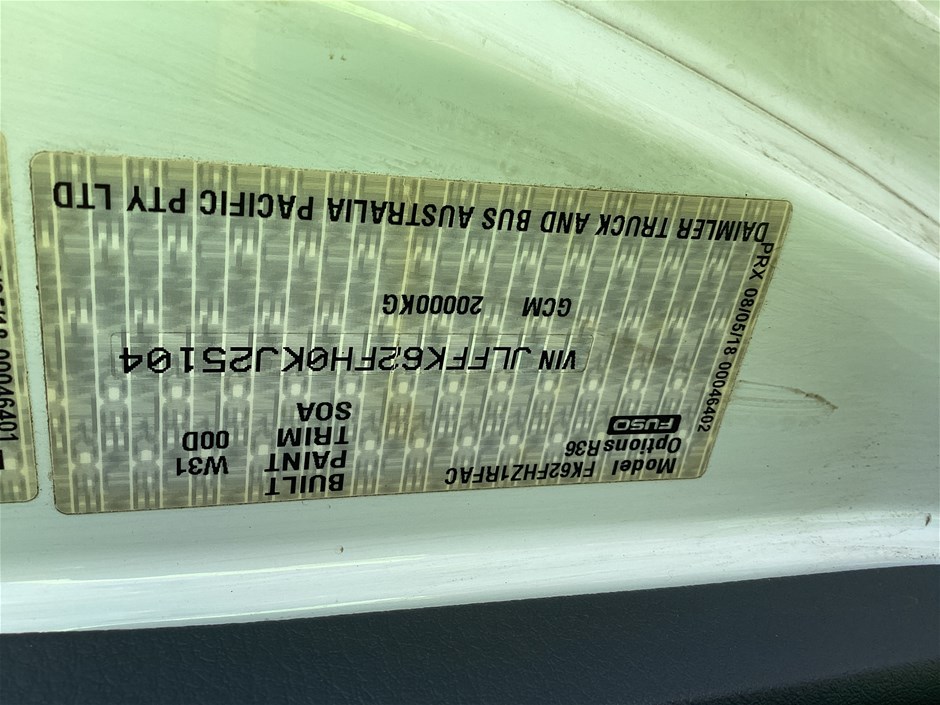 Model FK62FHZ1RFAC
Options R36
FUSO
BUILT
PAINT W31
TRIM 00D
SOA
VIN JLFFK62FH0KJ25104
GCM 20000KG
DAIMLER TRUCK AND BUS AUSTRALIA PACIFIC PTY LTD
PRX 08/05/18 00046402
00046401